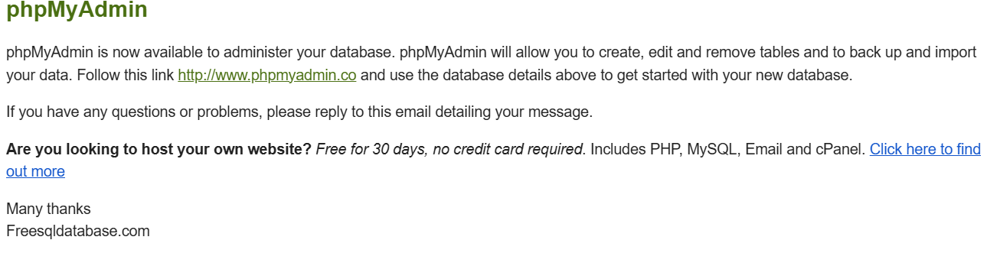 phpMyAdmin
phpMyAdmin is now available to administer your database. phpMyAdmin will allow you to create, edit and remove tables and to back up and import
your data. Follow this link http://www.phpmyadmin.co and use the database details above to get started with your new database.
If you have any questions or problems, please reply to this email detailing your message.
Are you looking to host your own website? Free for 30 days, no credit card required. Includes PHP, MySQL, Email and cPanel. Click here to find
out more
Many thanks
Freesqldatabase.com